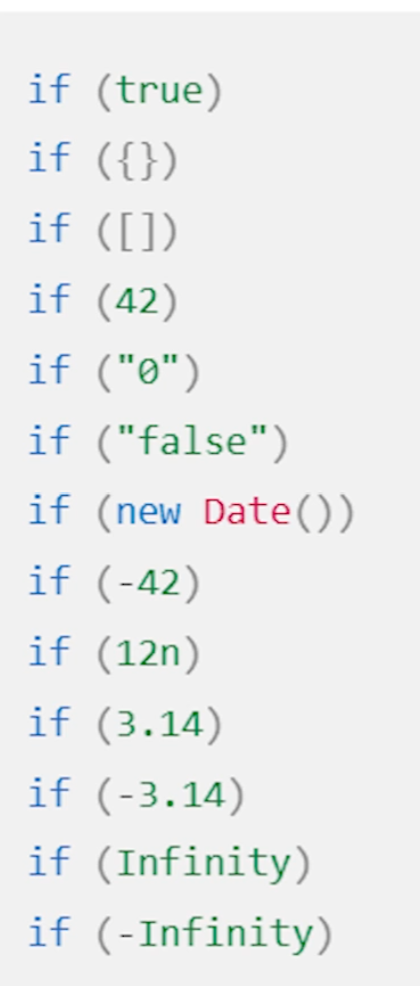 if (true)
if ({})
if ([])
if (42)
if ("0")
if ("false")
if (new Date())
if (-42)
if (12n)
if (3.14)
if (-3.14)
if (Infinity)
if (-Infinity)